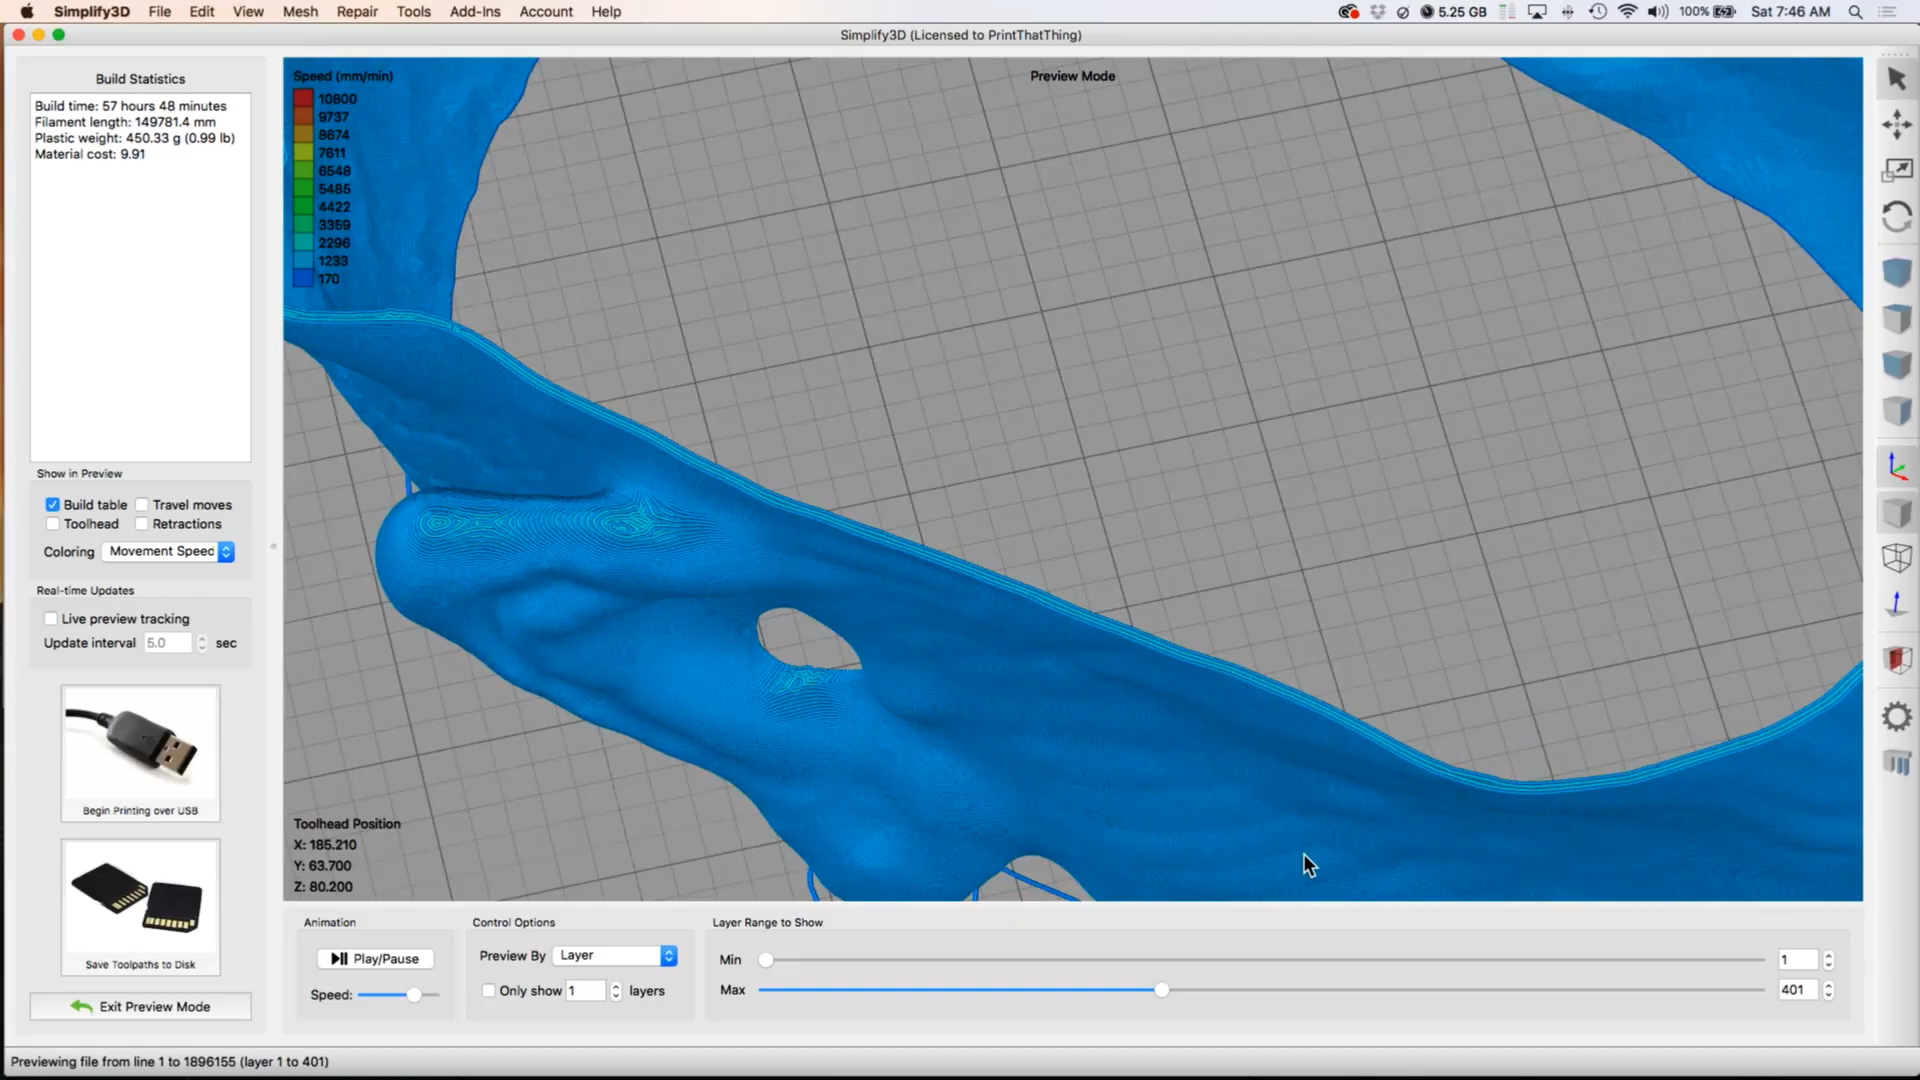 Simplify3D File Edit View Mesh Repair Tools Add-Ins Account Help 5.25 GB 100% Sat 7:46 AM
Simplify3D (Licensed to PrintThatThing)
Build Statistics
Build time: 57 hours 48 minutes
Filament length: 149781.4 mm
Plastic weight: 450.33 g (0.99 lb)
Material cost: 9.91
Show in Preview
Build table Travel moves
Toolhead Retractions
Coloring Movement Speed
Real-time Updates
Live preview tracking
Update interval 5.0 sec
Begin Printing over USB
Save Toolpaths to Disk
Exit Preview Mode
Speed (mm/min)
10800
9737
8674
7611
6548
5485
4422
3359
2296
1233
170
Preview Mode
Toolhead Position
X: 185.210
Y: 63.700
Z: 80.200
Animation
Play/Pause
Speed:
Control Options
Preview By Layer
Only show 1 layers
Layer Range to Show
Min 1
Max 401
Previewing file from line 1 to 1896155 (layer 1 to 401)